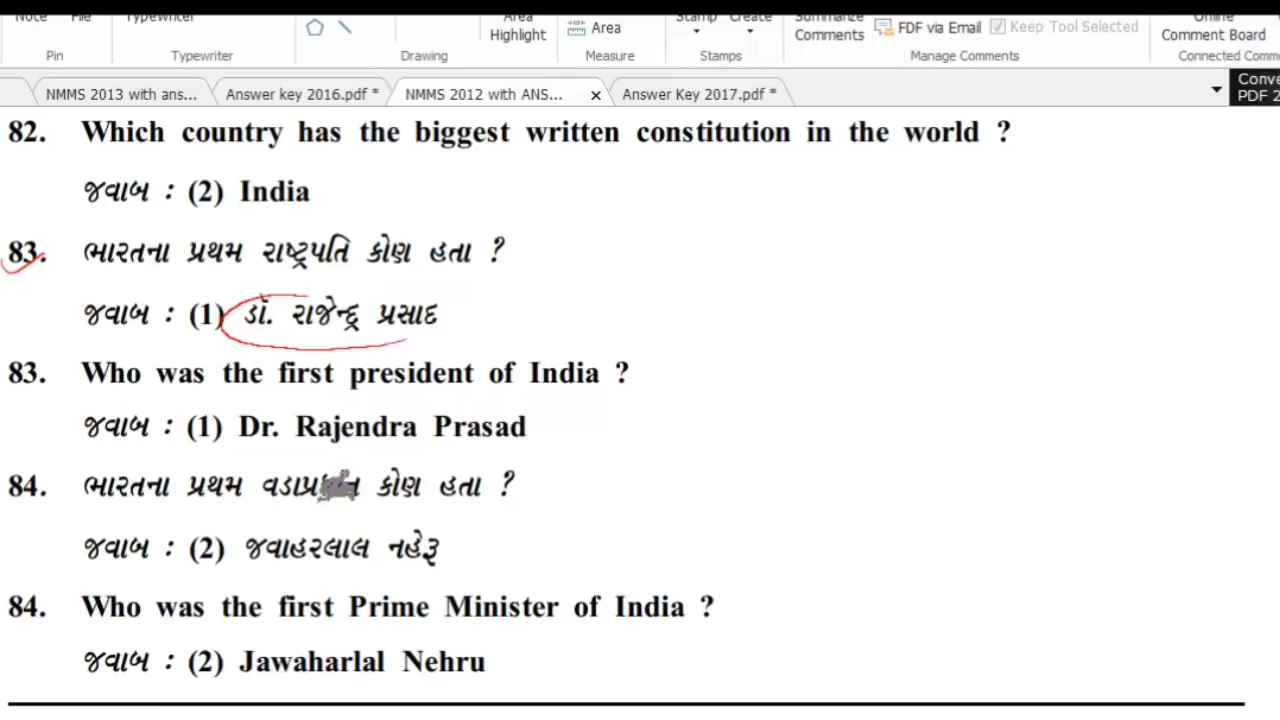 Note File Typewriter Area Highlight Area Stamp Create Summarize Comments FDF via Email Keep Tool Selected Online Comment Board
Pin Typewriter Drawing Measure Stamps Manage Comments Connected Comm
NMMS 2013 with ans... Answer key 2016.pdf * NMMS 2012 with ANS... x Answer Key 2017.pdf * Conve
PDF 2
82. Which country has the biggest written constitution in the world ?
જવાબ : (2) India
83. ભારતના પ્રથમ રાષ્ટ્રપતિ કોણ હતા ?
જવાબ : (1) ડૉ. રાજેન્દ્ર પ્રસાદ
83. Who was the first president of India ?
જવાબ : (1) Dr. Rajendra Prasad
84. ભારતના પ્રથમ કોણ હતા ?
જવાબ : (2) જવાહરલાલ નહેરૂ
84. Who was the first Prime Minister of India ?
જવાબ : (2) Jawaharlal Nehru